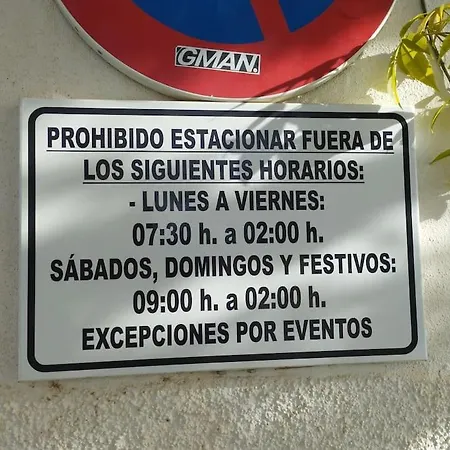 GMAN.
PROHIBIDO ESTACIONAR FUERA DE
LOS SIGUIENTES HORARIOS:
- LUNES A VIERNES:
07:30 h. a 02:00 h.
SÁBADOS, DOMINGOS Y FESTIVOS:
09:00 h. a 02:00 h.
EXCEPCIONES POR EVENTOS